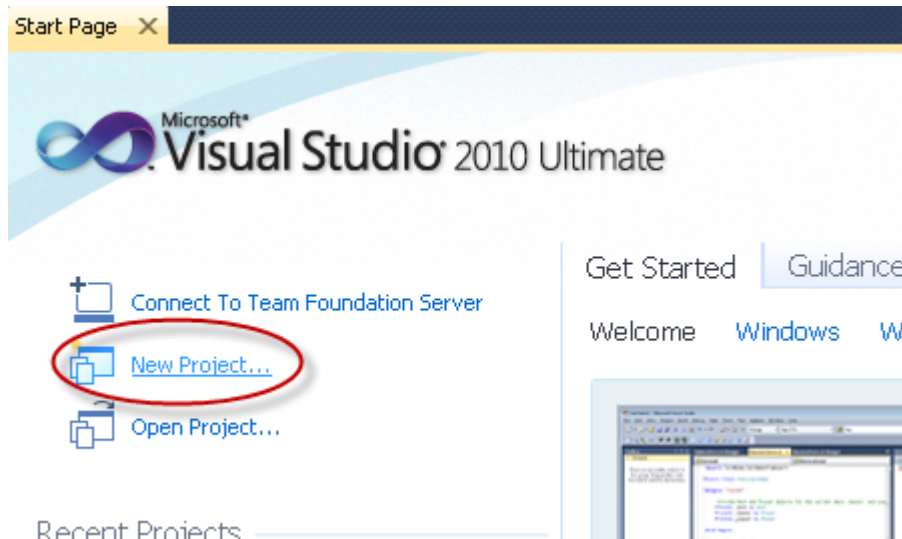 Start Page
Microsoft®
Visual Studio® 2010 Ultimate
Connect To Team Foundation Server
New Project...
Open Project...
Recent Projects
Get Started Guidance
Welcome Windows W